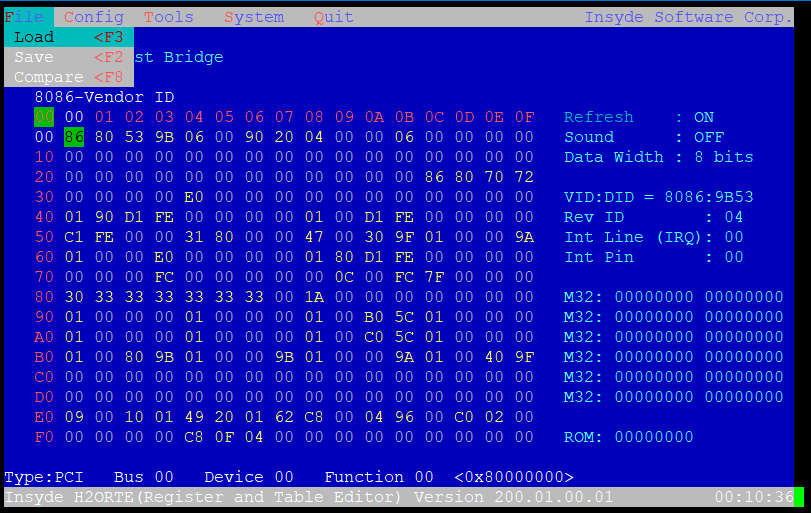 File Config Tools System Quit Insyde Software Corp.
Load <F3
Save <F2 st Bridge
Compare <F8
8086-Vendor ID
00 00 01 02 03 04 05 06 07 08 09 0A 0B 0C 0D 0E 0F Refresh : ON
00 86 80 53 9B 06 00 90 20 04 00 00 06 00 00 00 00 Sound : OFF
10 00 00 00 00 00 00 00 00 00 00 00 00 00 00 00 00 Data Width : 8 bits
20 00 00 00 00 00 00 00 00 00 00 00 00 86 80 70 72
30 00 00 00 00 E0 00 00 00 00 00 00 00 00 00 00 00 VID:DID = 8086:9B53
40 01 90 D1 FE 00 00 00 00 01 00 D1 FE 00 00 00 00 Rev ID : 04
50 C1 FE 00 00 31 80 00 00 47 00 30 9F 01 00 00 9A Int Line (IRQ): 00
60 01 00 00 E0 00 00 00 00 01 80 D1 FE 00 00 00 00 Int Pin : 00
70 00 00 00 FC 00 00 00 00 00 0C 00 FC 7F 00 00 00
80 30 33 33 33 33 33 33 00 1A 00 00 00 00 00 00 00 M32: 00000000 00000000
90 01 00 00 00 01 00 00 00 01 00 B0 5C 01 00 00 00 M32: 00000000 00000000
A0 01 00 00 00 01 00 00 00 01 00 C0 5C 01 00 00 00 M32: 00000000 00000000
B0 01 00 80 9B 01 00 00 9B 01 00 00 9A 01 00 40 9F M32: 00000000 00000000
C0 00 00 00 00 00 00 00 00 00 00 00 00 00 00 00 00 M32: 00000000 00000000
D0 00 00 00 00 00 00 00 00 00 00 00 00 00 00 00 00 M32: 00000000 00000000
E0 09 00 10 01 49 20 01 62 C8 00 04 96 00 C0 02 00
F0 00 00 00 00 C8 0F 04 00 00 00 00 00 00 00 00 00 ROM: 00000000
Type:PCI Bus 00 Device 00 Function 00 <0x80000000>
Insyde H2ORTE(Register and Table Editor) Version 200.01.00.01 00:10:36